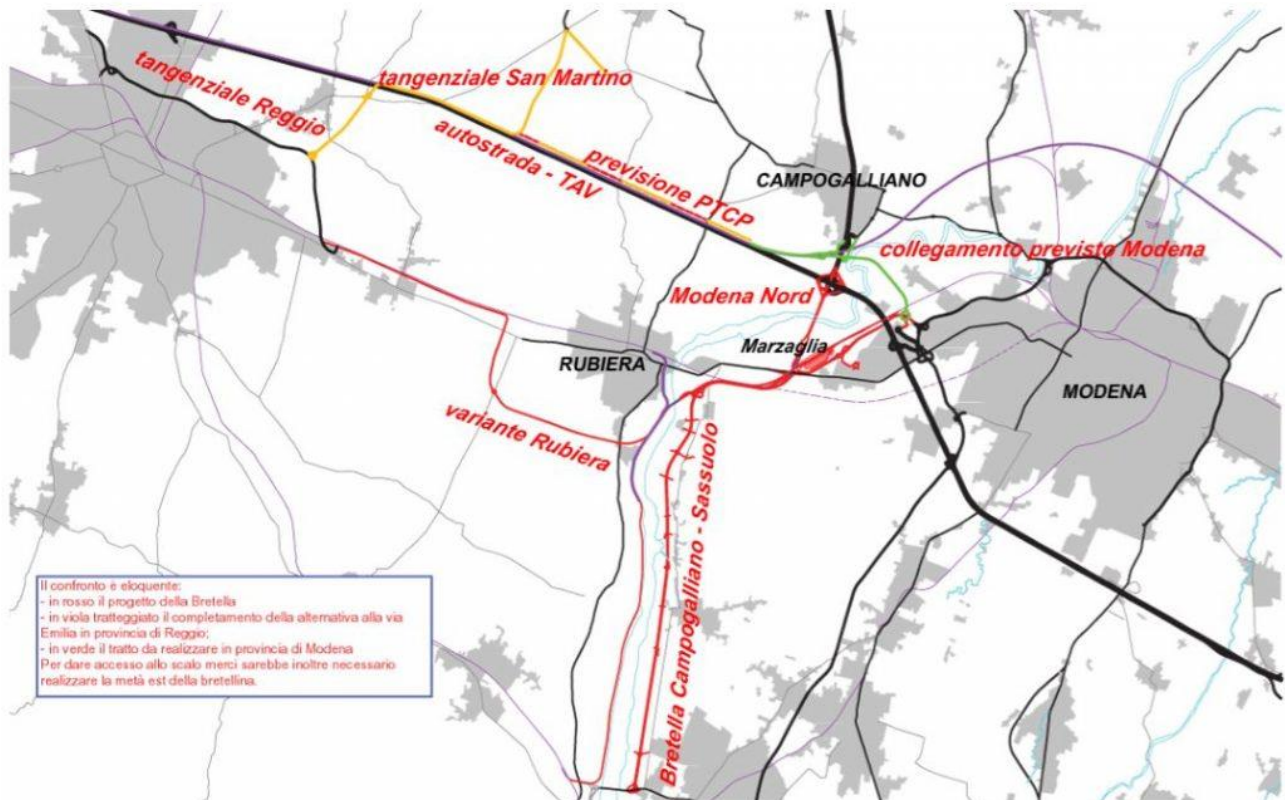 tangenziale San Martino
tangenziale Reggio
autostrada - TAV
previsione PTCP
CAMPOGALLIANO
collegamento previsto Modena
Modena Nord
Marzaglia
RUBIERA
MODENA
variante Rubiera
Bretella Campogalliano - Sassuolo
Il confronto è eloquente:
- in rosso il progetto della Bretella
- in viola tratteggiato il completamento della alternativa alla via
Emilia in provincia di Reggio;
- in verde il tratto da realizzare in provincia di Modena
Per dare accesso allo scalo merci sarebbe inoltre necessario
realizzare la metà est della bretellina.